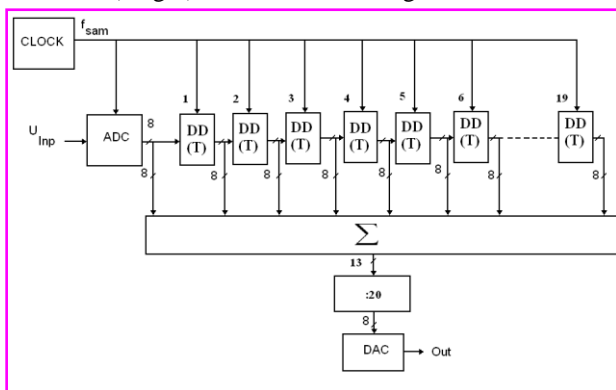 f sam
CLOCK
1 2 3 4 5 6 19
U Inp
ADC
8
DD (T)
DD (T)
DD (T)
DD (T)
DD (T)
DD (T)
DD (T)
8 8 8 8 8 8 8 8
Σ
13
:20
8
DAC
Out